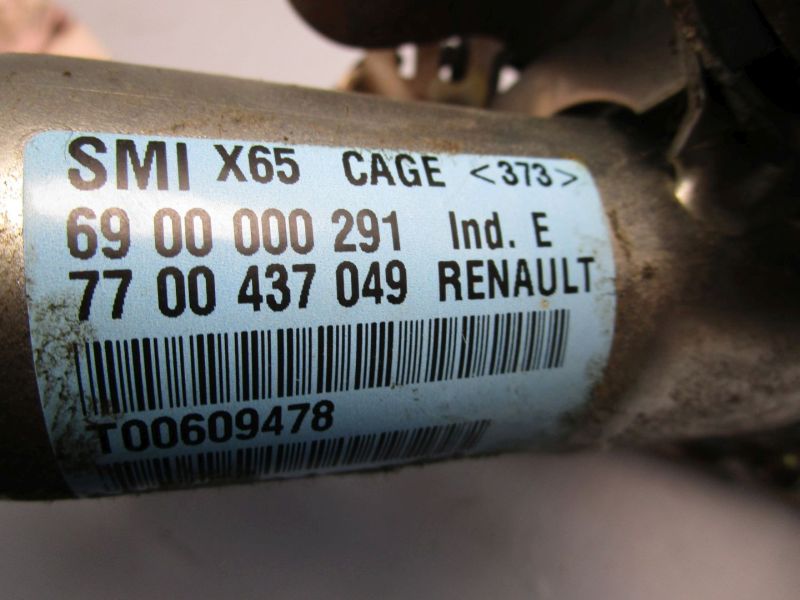 SMI X65 CAGE <373>
69 00 000 291 Ind. E
77 00 437 049 RENAULT
T00609478